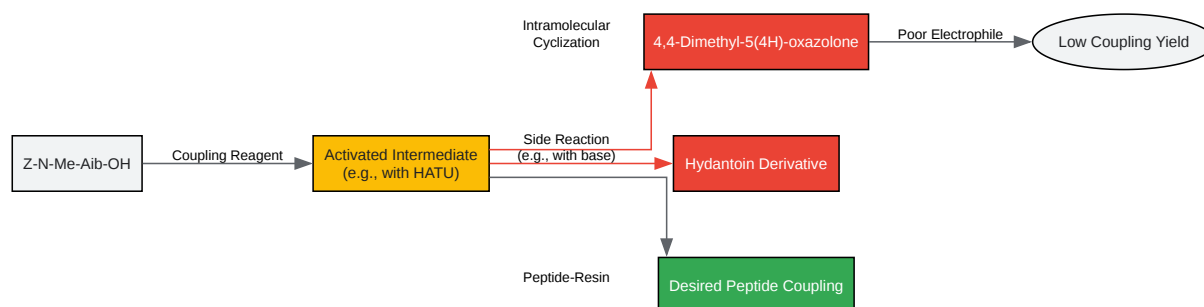 Intramolecular
Cyclization
4,4-Dimethyl-5(4H)-oxazolone
Poor Electrophile
Low Coupling Yield
Z-N-Me-Aib-OH
Coupling Reagent
Activated Intermediate
(e.g., with HATU)
Side Reaction
(e.g., with base)
Hydantoin Derivative
Peptide-Resin
Desired Peptide Coupling